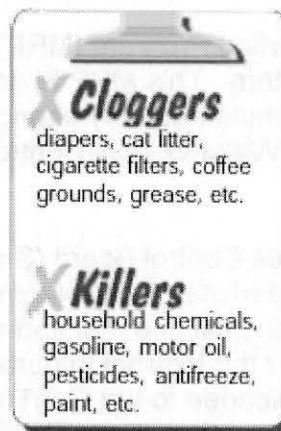 X Cloggers
diapers, cat litter,
cigarette filters, coffee
grounds, grease, etc.
X Killers
household chemicals,
gasoline, motor oil,
pesticides, antifreeze,
paint, etc.